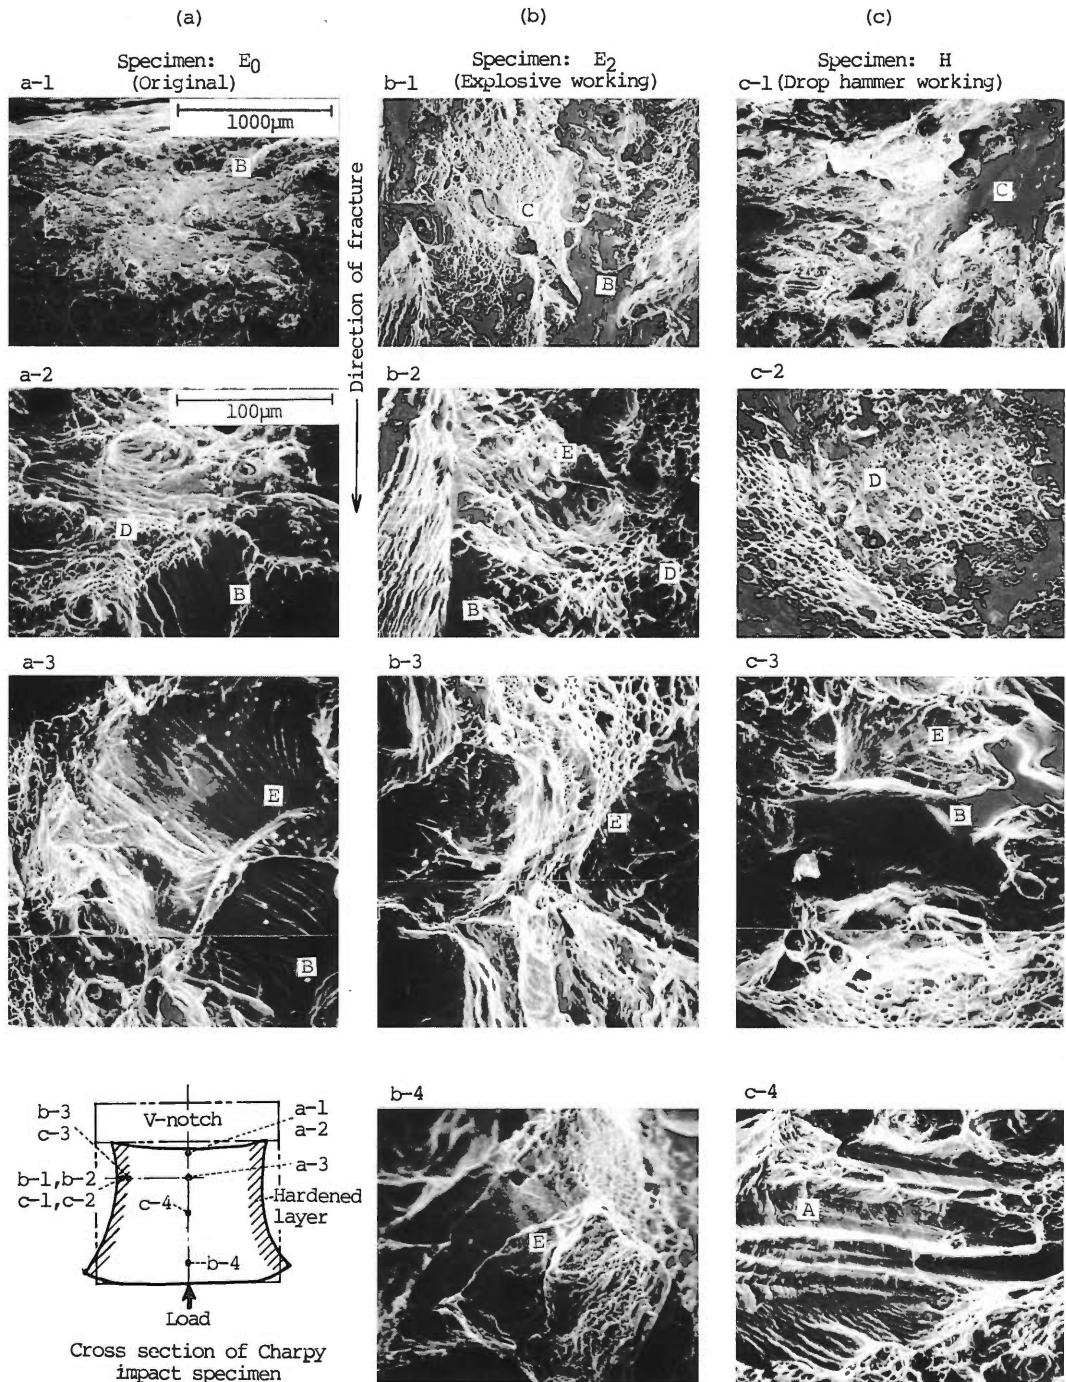 (a)
(b)
(c)
Specimen: E0
(Original)
Specimen: E2
(Explosive working)
Specimen: H
(Drop hammer working)
a-1
1000μm
B
b-1
C
B
c-1
C
Direction of fracture
a-2
100μm
D
B
b-2
E
D
B
c-2
D
a-3
E
B
b-3
E
c-3
E
B
V-notch
b-3
c-3
b-1,b-2
c-1,c-2
a-1
a-2
a-3
c-4
Hardened
layer
b-4
Load
Cross section of Charpy
impact specimen
b-4
E
c-4
A